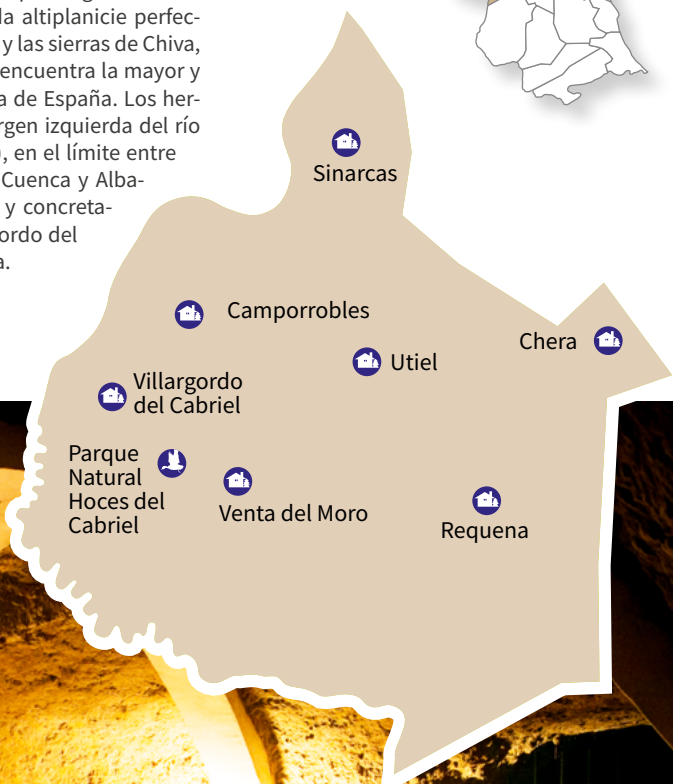 da altiplanicie perfec-
y las sierras de Chiva,
encuentra la mayor y
a de España. Los her-
rgen izquierda del río
), en el límite entre
Cuenca y Alba-
y concreta-
ordo del
a.
Sinarcas
Camporrobles
Chera
Utiel
Villargordo
del Cabriel
Parque
Natural
Hoces del
Cabriel
Venta del Moro
Requena